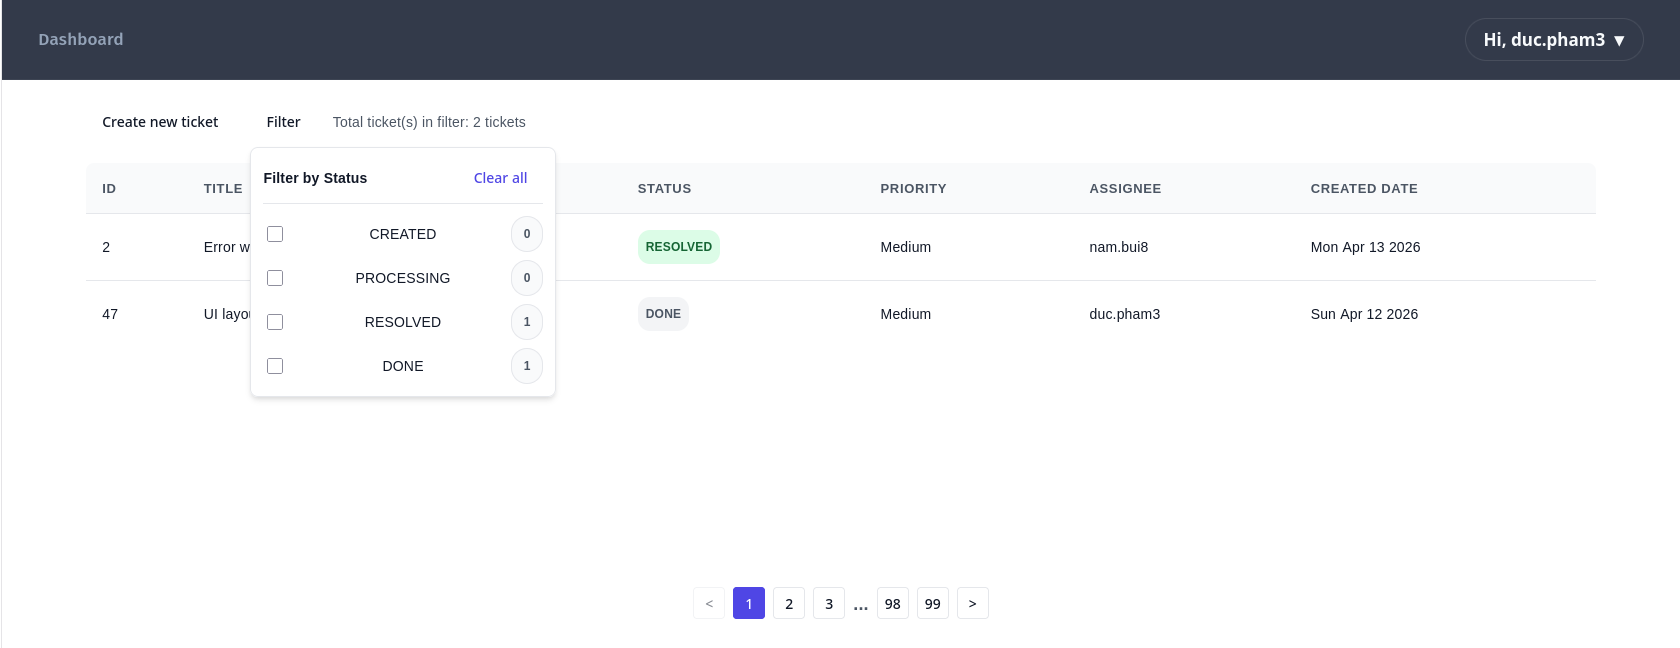 Dashboard
Hi, duc.pham3 ▼
Create new ticket Filter Total ticket(s) in filter: 2 tickets
Filter by Status Clear all
CREATED 0
PROCESSING 0
RESOLVED 1
DONE 1
ID TITLE STATUS PRIORITY ASSIGNEE CREATED DATE
2 Error w RESOLVED Medium nam.bui8 Mon Apr 13 2026
47 UI layou DONE Medium duc.pham3 Sun Apr 12 2026
< 1 2 3 ... 98 99 >